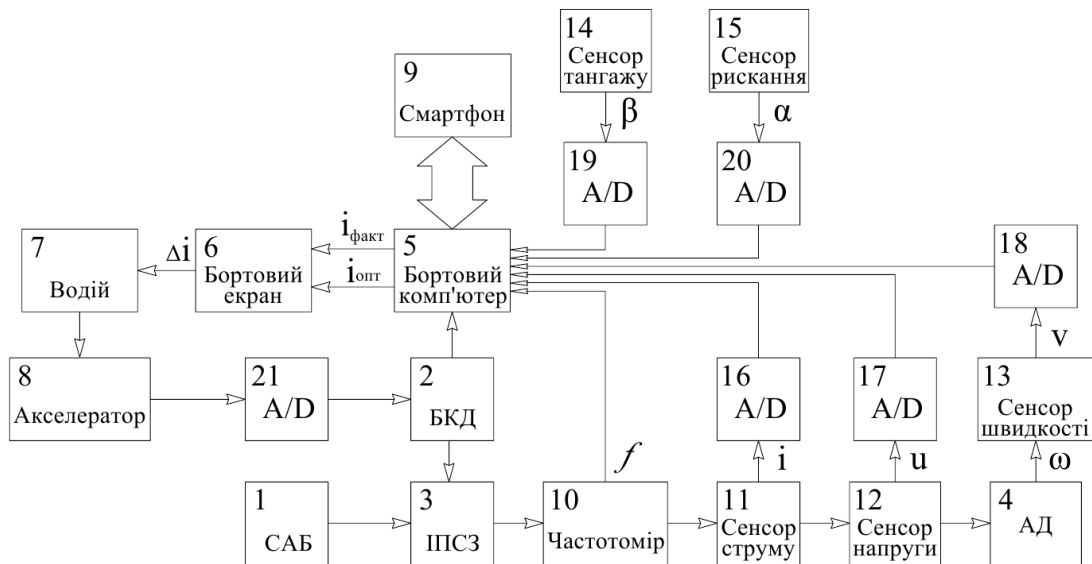 14
Сенсор
тангажу
15
Сенсор
рискання
9
Смартфон
β
α
19
A/D
20
A/D
7
Водій
Δi
6
Бортовий
екран
iфакт
iопт
5
Бортовий
комп'ютер
18
A/D
v
8
Акселератор
21
A/D
2
БКД
16
A/D
17
A/D
13
Сенсор
швидкості
f
i
u
ω
1
САБ
3
ІПСЗ
10
Частотомір
11
Сенсор
струму
12
Сенсор
напруги
4
АД